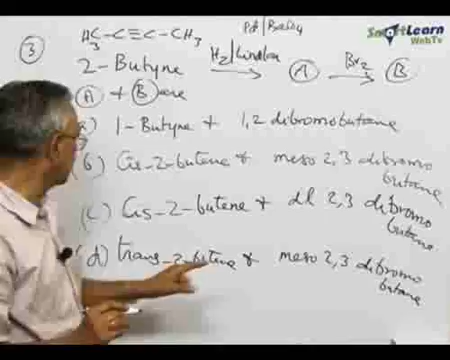 SmartLearn
WebTv
Pd/BaSO4
(3) H3C-C≡C-CH3
2-Butyne H2/Lindlar → (A) Br2 → (B)
(A) + (B) are
(a) 1-Butyne + 1,2 dibromobutane
(b) Cis-2-butene & meso 2,3 dibromo
butane
(c) Cis-2-butene + dl 2,3 dibromo
butane
(d) trans-2-butene & meso 2,3 dibromo
butane